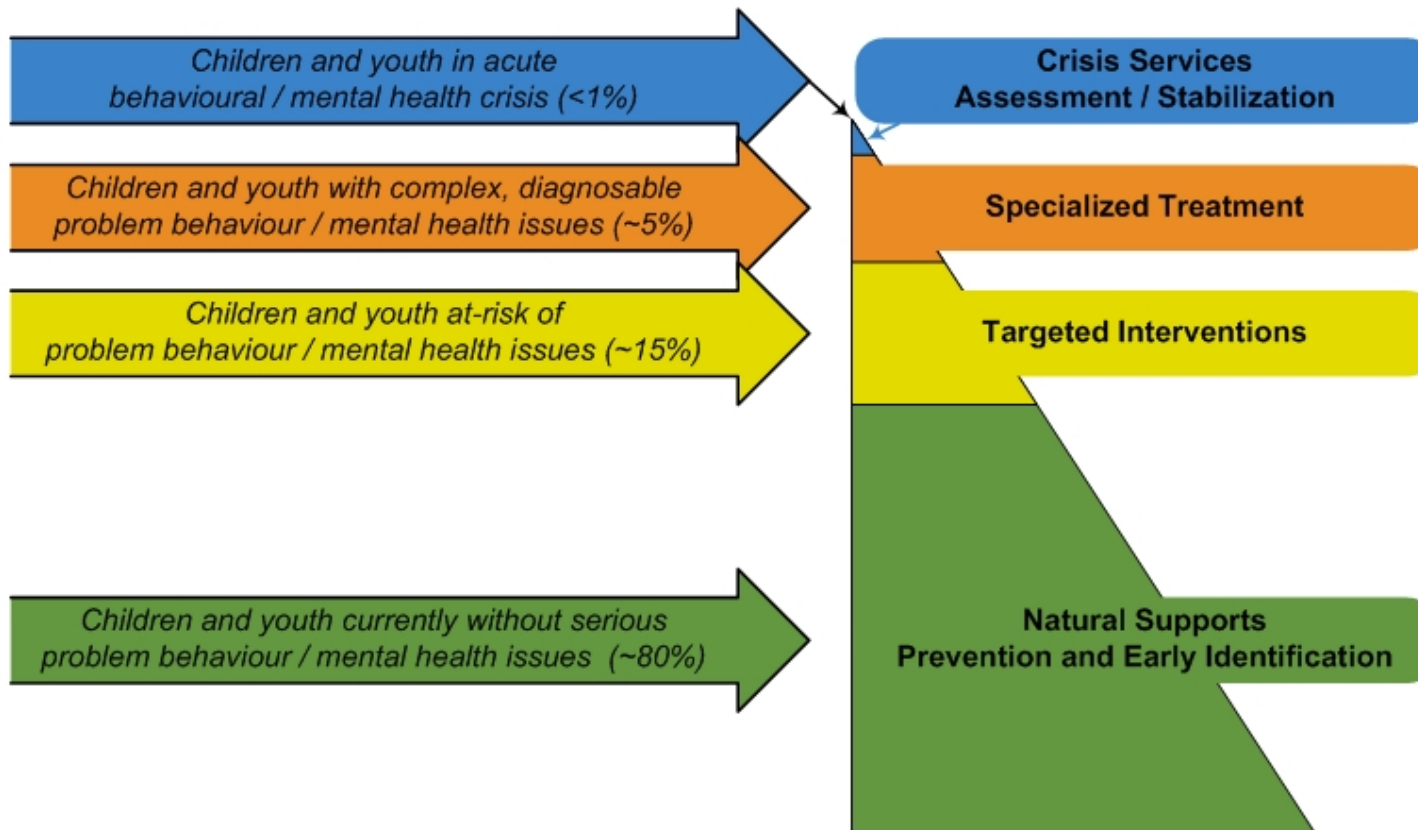 Children and youth in acute
behavioural / mental health crisis (<1%)
Crisis Services
Assessment / Stabilization
Children and youth with complex, diagnosable
problem behaviour / mental health issues (~5%)
Specialized Treatment
Children and youth at-risk of
problem behaviour / mental health issues (~15%)
Targeted Interventions
Children and youth currently without serious
problem behaviour / mental health issues (~80%)
Natural Supports
Prevention and Early Identification